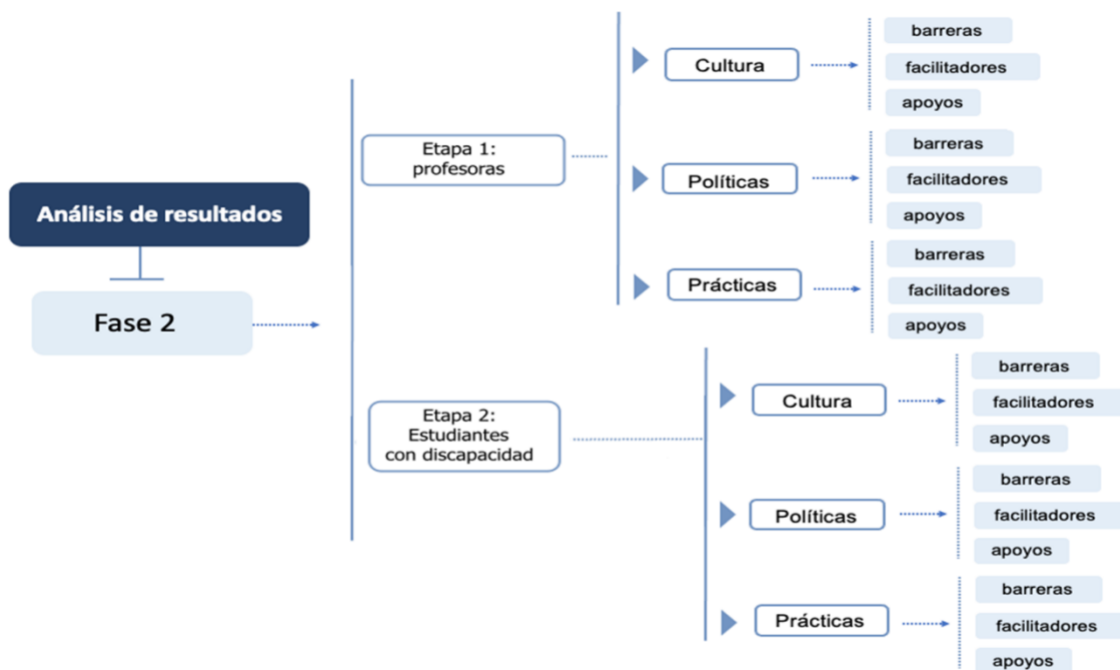 Análisis de resultados
Fase 2
Etapa 1:
profesoras
Cultura
barreras
facilitadores
apoyos
Políticas
barreras
facilitadores
apoyos
Prácticas
barreras
facilitadores
apoyos
Etapa 2:
Estudiantes
con discapacidad
Cultura
barreras
facilitadores
apoyos
Políticas
barreras
facilitadores
apoyos
Prácticas
barreras
facilitadores
apoyos